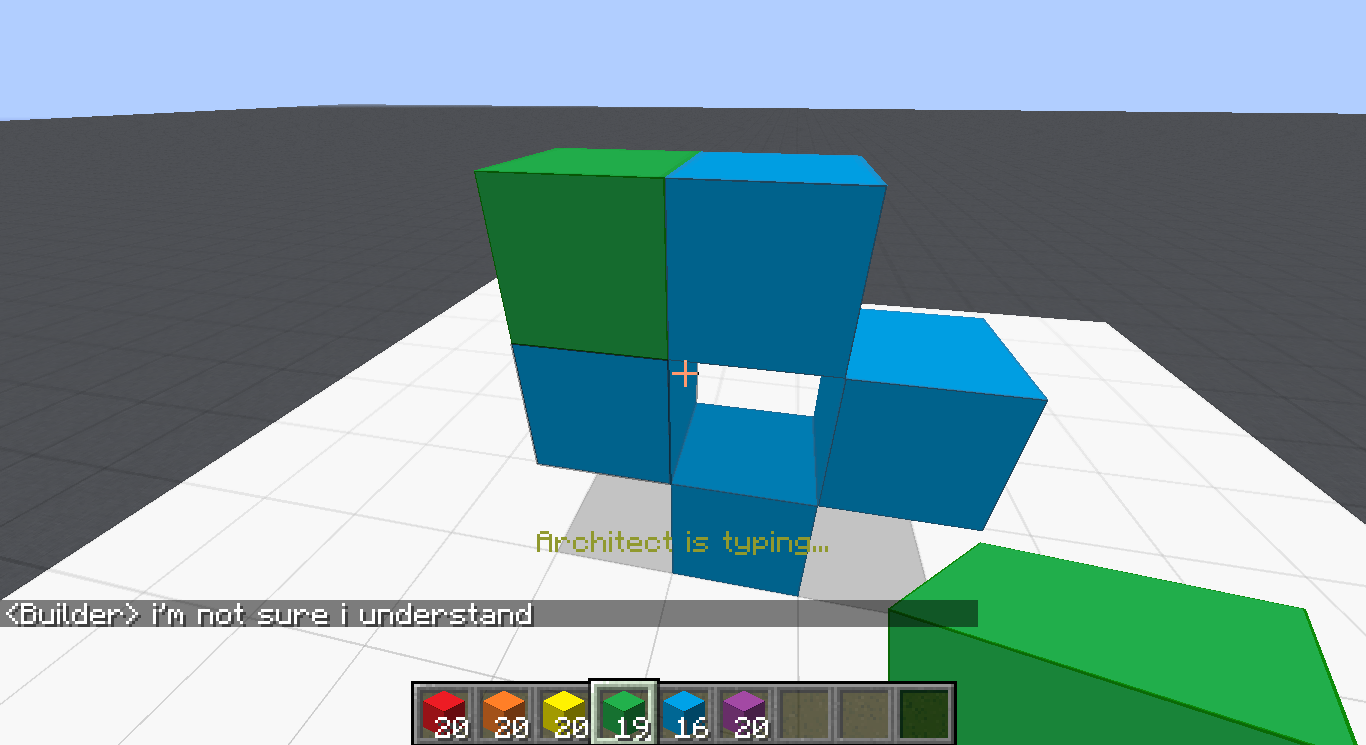 Architect is typing...
<Builder> i'm not sure i understand
20 20 20 19 16 20